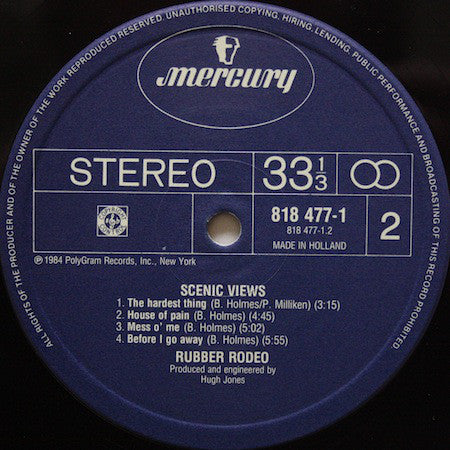 ALL RIGHTS OF THE PRODUCER AND OF THE OWNER OF THE WORK REPRODUCED RESERVED. UNAUTHORISED COPYING, HIRING, LENDING, PUBLIC PERFORMANCE AND BROADCASTING OF THIS RECORD PROHIBITED
mercury
STEREO
33 1/3
818 477-1
818 477-1.2
MADE IN HOLLAND
2
℗ 1984 PolyGram Records, Inc., New York
SCENIC VIEWS
1. The hardest thing (B. Holmes/P. Milliken) (3:15)
2. House of pain (B. Holmes) (4:45)
3. Mess o' me (B. Holmes) (5:02)
4. Before I go away (B. Holmes) (5:55)
RUBBER RODEO
Produced and engineered by
Hugh Jones